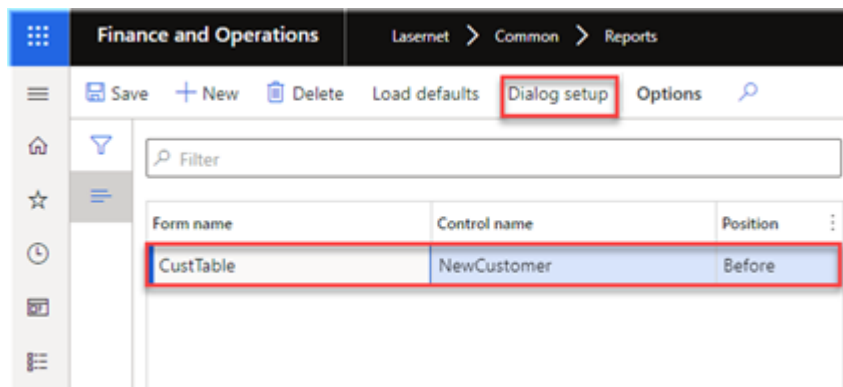 Finance and Operations Lasernet > Common > Reports
Save + New Delete Load defaults Dialog setup Options
Filter
Form name Control name Position
CustTable NewCustomer Before